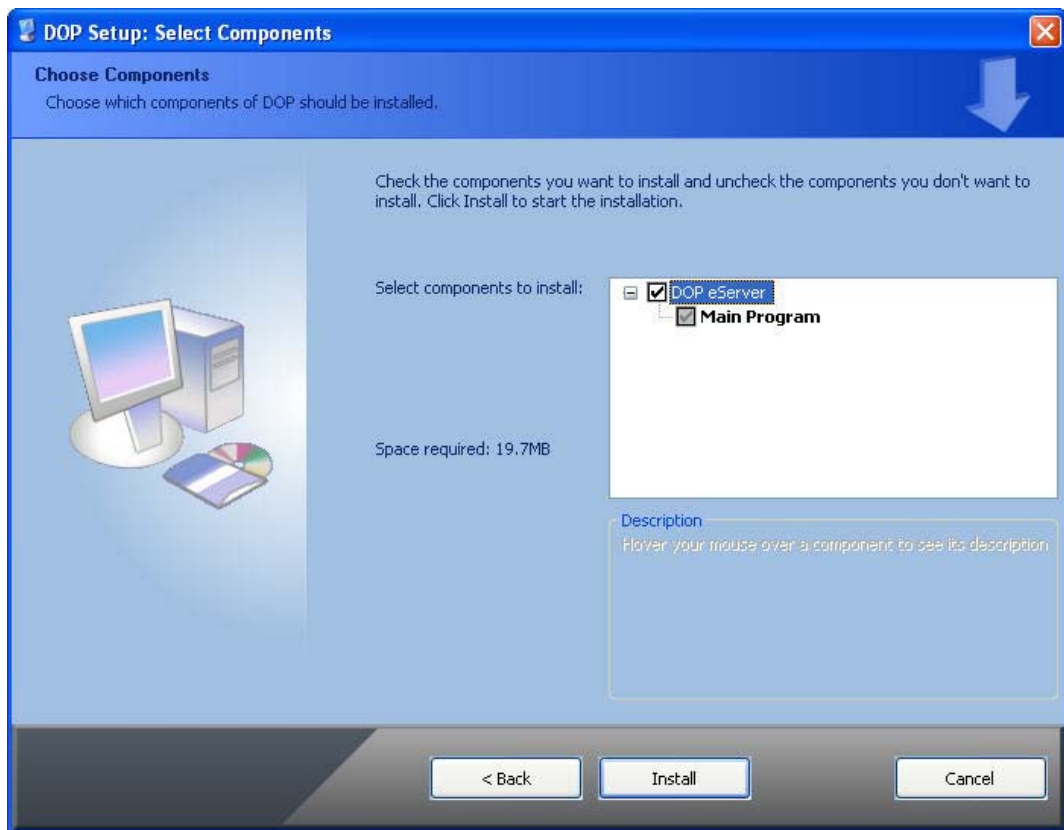 DOP Setup: Select Components
Choose Components
Choose which components of DOP should be installed.
Check the components you want to install and uncheck the components you don't want to
install. Click Install to start the installation.
Select components to install:
DOP eServer
Main Program
Space required: 19.7MB
Description
Hover your mouse over a component to see its description
< Back
Install
Cancel